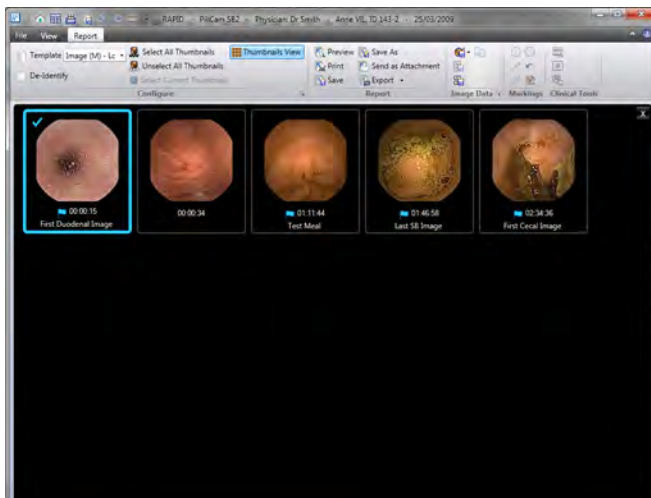 RAPID - PillCam SB2 - Physician: Dr Smith - Anne VIL, ID 143-2 - 25/03/2009
File View Report
Template Image (M) - Lc
De-Identify
Select All Thumbnails
Unselect All Thumbnails
Select Current Thumbnail
Thumbnails View
Configure
Preview Save As
Print Send as Attachment
Save Export
Report
Image Data
Markings
Clinical Tools
00:00:15
First Duodenal Image
00:00:34
01:11:44
Test Meal
01:46:58
Last SB Image
02:34:36
First Cecal Image